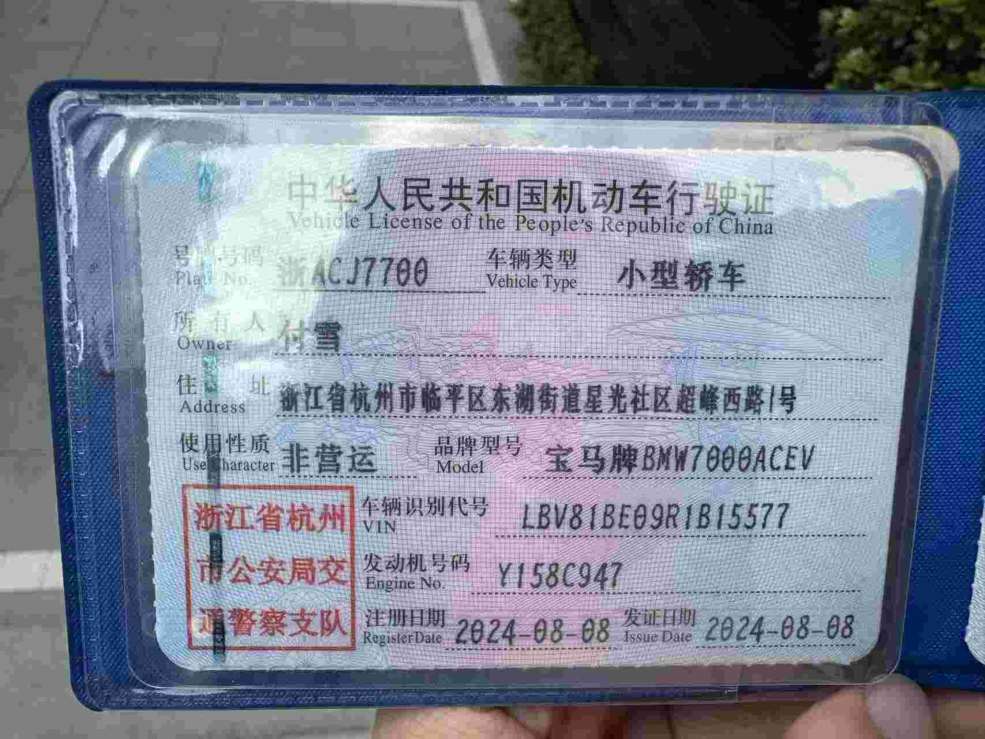 中华人民共和国机动车行驶证
Vehicle License of the People's Republic of China
号牌号码 浙ACJ7700 车辆类型 小型轿车
Plate No. Vehicle Type
所有人 付雪
Owner
住址 浙江省杭州市临平区东湖街道星光社区超峰西路1号
Address
使用性质 非营运 品牌型号 宝马牌BMW7000ACEV
Use Character Model
浙江省杭州
市公安局交
通警察支队
车辆识别代号 LBV81BE09R1B15577
VIN
发动机号码 Y158C947
Engine No.
注册日期 2024-08-08 发证日期 2024-08-08
Register Date Issue Date